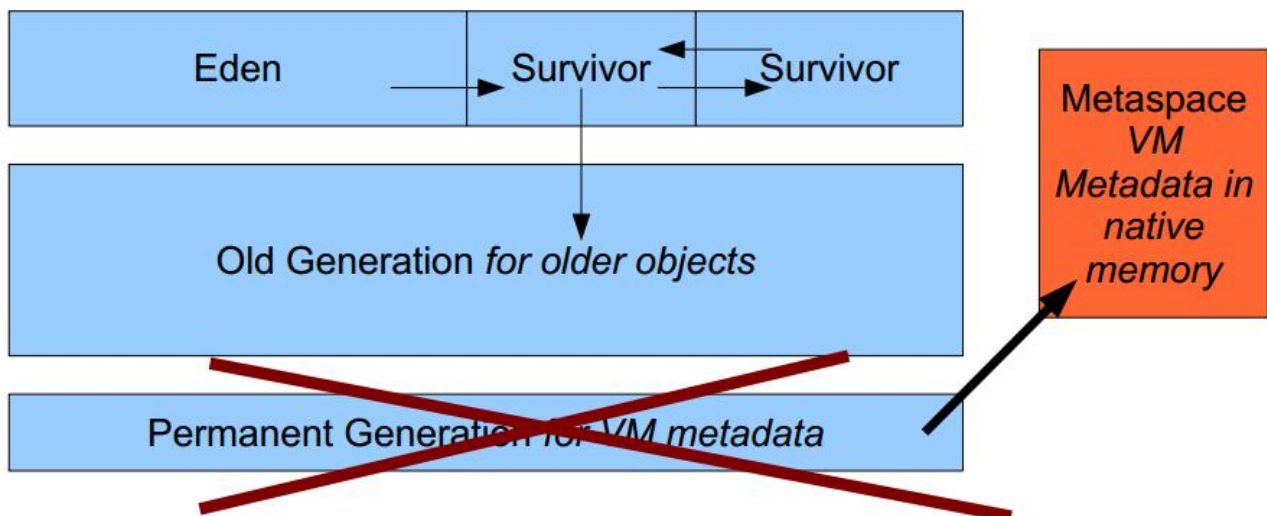 Eden
Survivor
Survivor
Old Generation for older objects
Permanent Generation for VM metadata
Metaspace
VM
Metadata in
native
memory